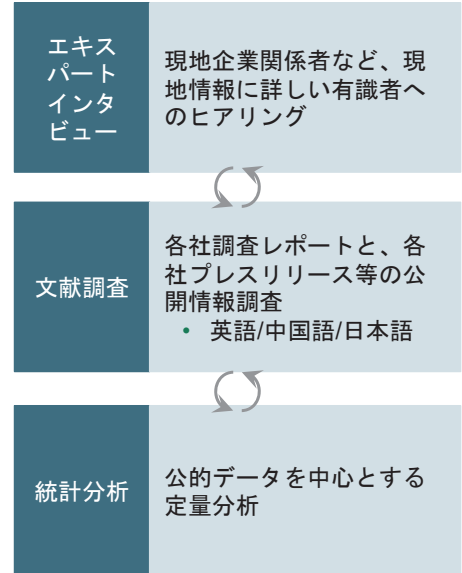 エキス
パート
インタ
ビュー
現地企業関係者など、現
地情報に詳しい有識者へ
のヒアリング
文献調査
各社調査レポートと、各
社プレスリリース等の公
開情報調査
• 英語/中国語/日本語
統計分析
公的データを中心とする
定量分析